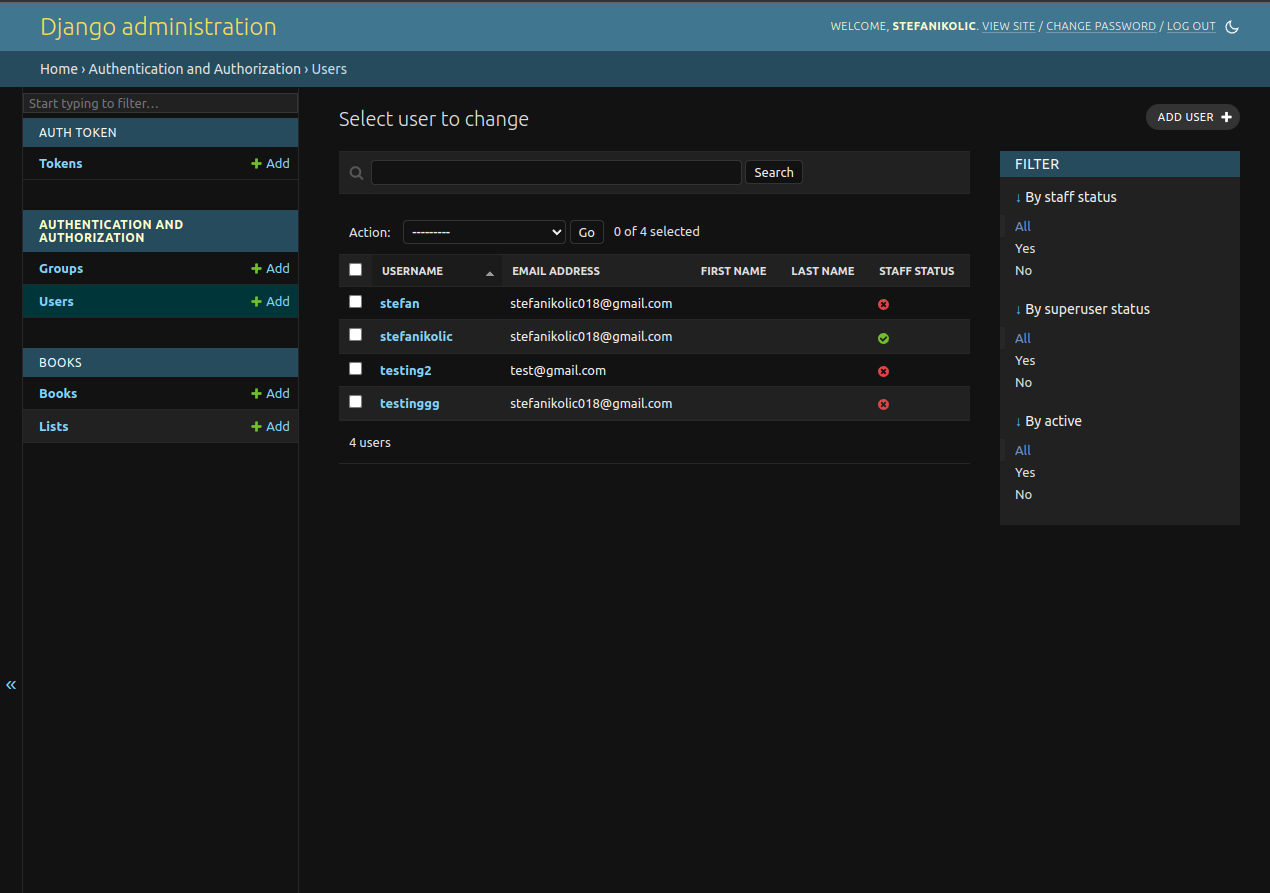 Django administration
WELCOME, STEFANIKOLIC. VIEW SITE / CHANGE PASSWORD / LOG OUT
Home › Authentication and Authorization › Users
Start typing to filter…
AUTH TOKEN
Tokens + Add
AUTHENTICATION AND
AUTHORIZATION
Groups + Add
Users + Add
BOOKS
Books + Add
Lists + Add
«
Select user to change
ADD USER +
Search
Action: --------- Go 0 of 4 selected
USERNAME EMAIL ADDRESS FIRST NAME LAST NAME STAFF STATUS
stefan stefanikolic018@gmail.com
stefanikolic stefanikolic018@gmail.com
testing2 test@gmail.com
testinggg stefanikolic018@gmail.com
4 users
FILTER
↓ By staff status
All
Yes
No
↓ By superuser status
All
Yes
No
↓ By active
All
Yes
No